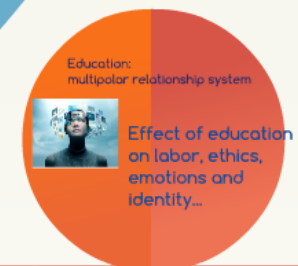 Education:
multipolar relationship system
Effect of education
on labor, ethics,
emotions and
identity...